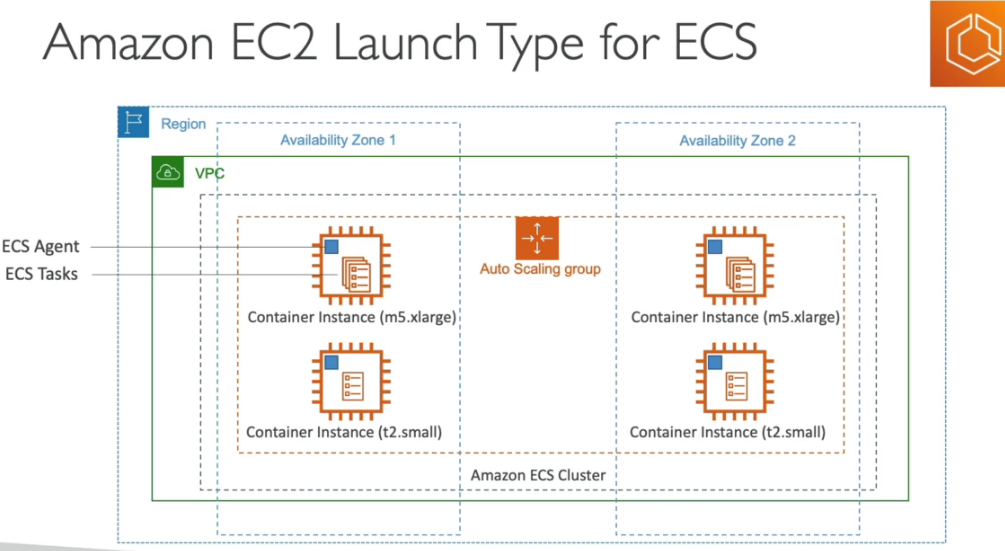 Amazon EC2 Launch Type for ECS
Region
Availability Zone 1
Availability Zone 2
VPC
ECS Agent
ECS Tasks
Auto Scaling group
Container Instance (m5.xlarge)
Container Instance (m5.xlarge)
Container Instance (t2.small)
Container Instance (t2.small)
Amazon ECS Cluster